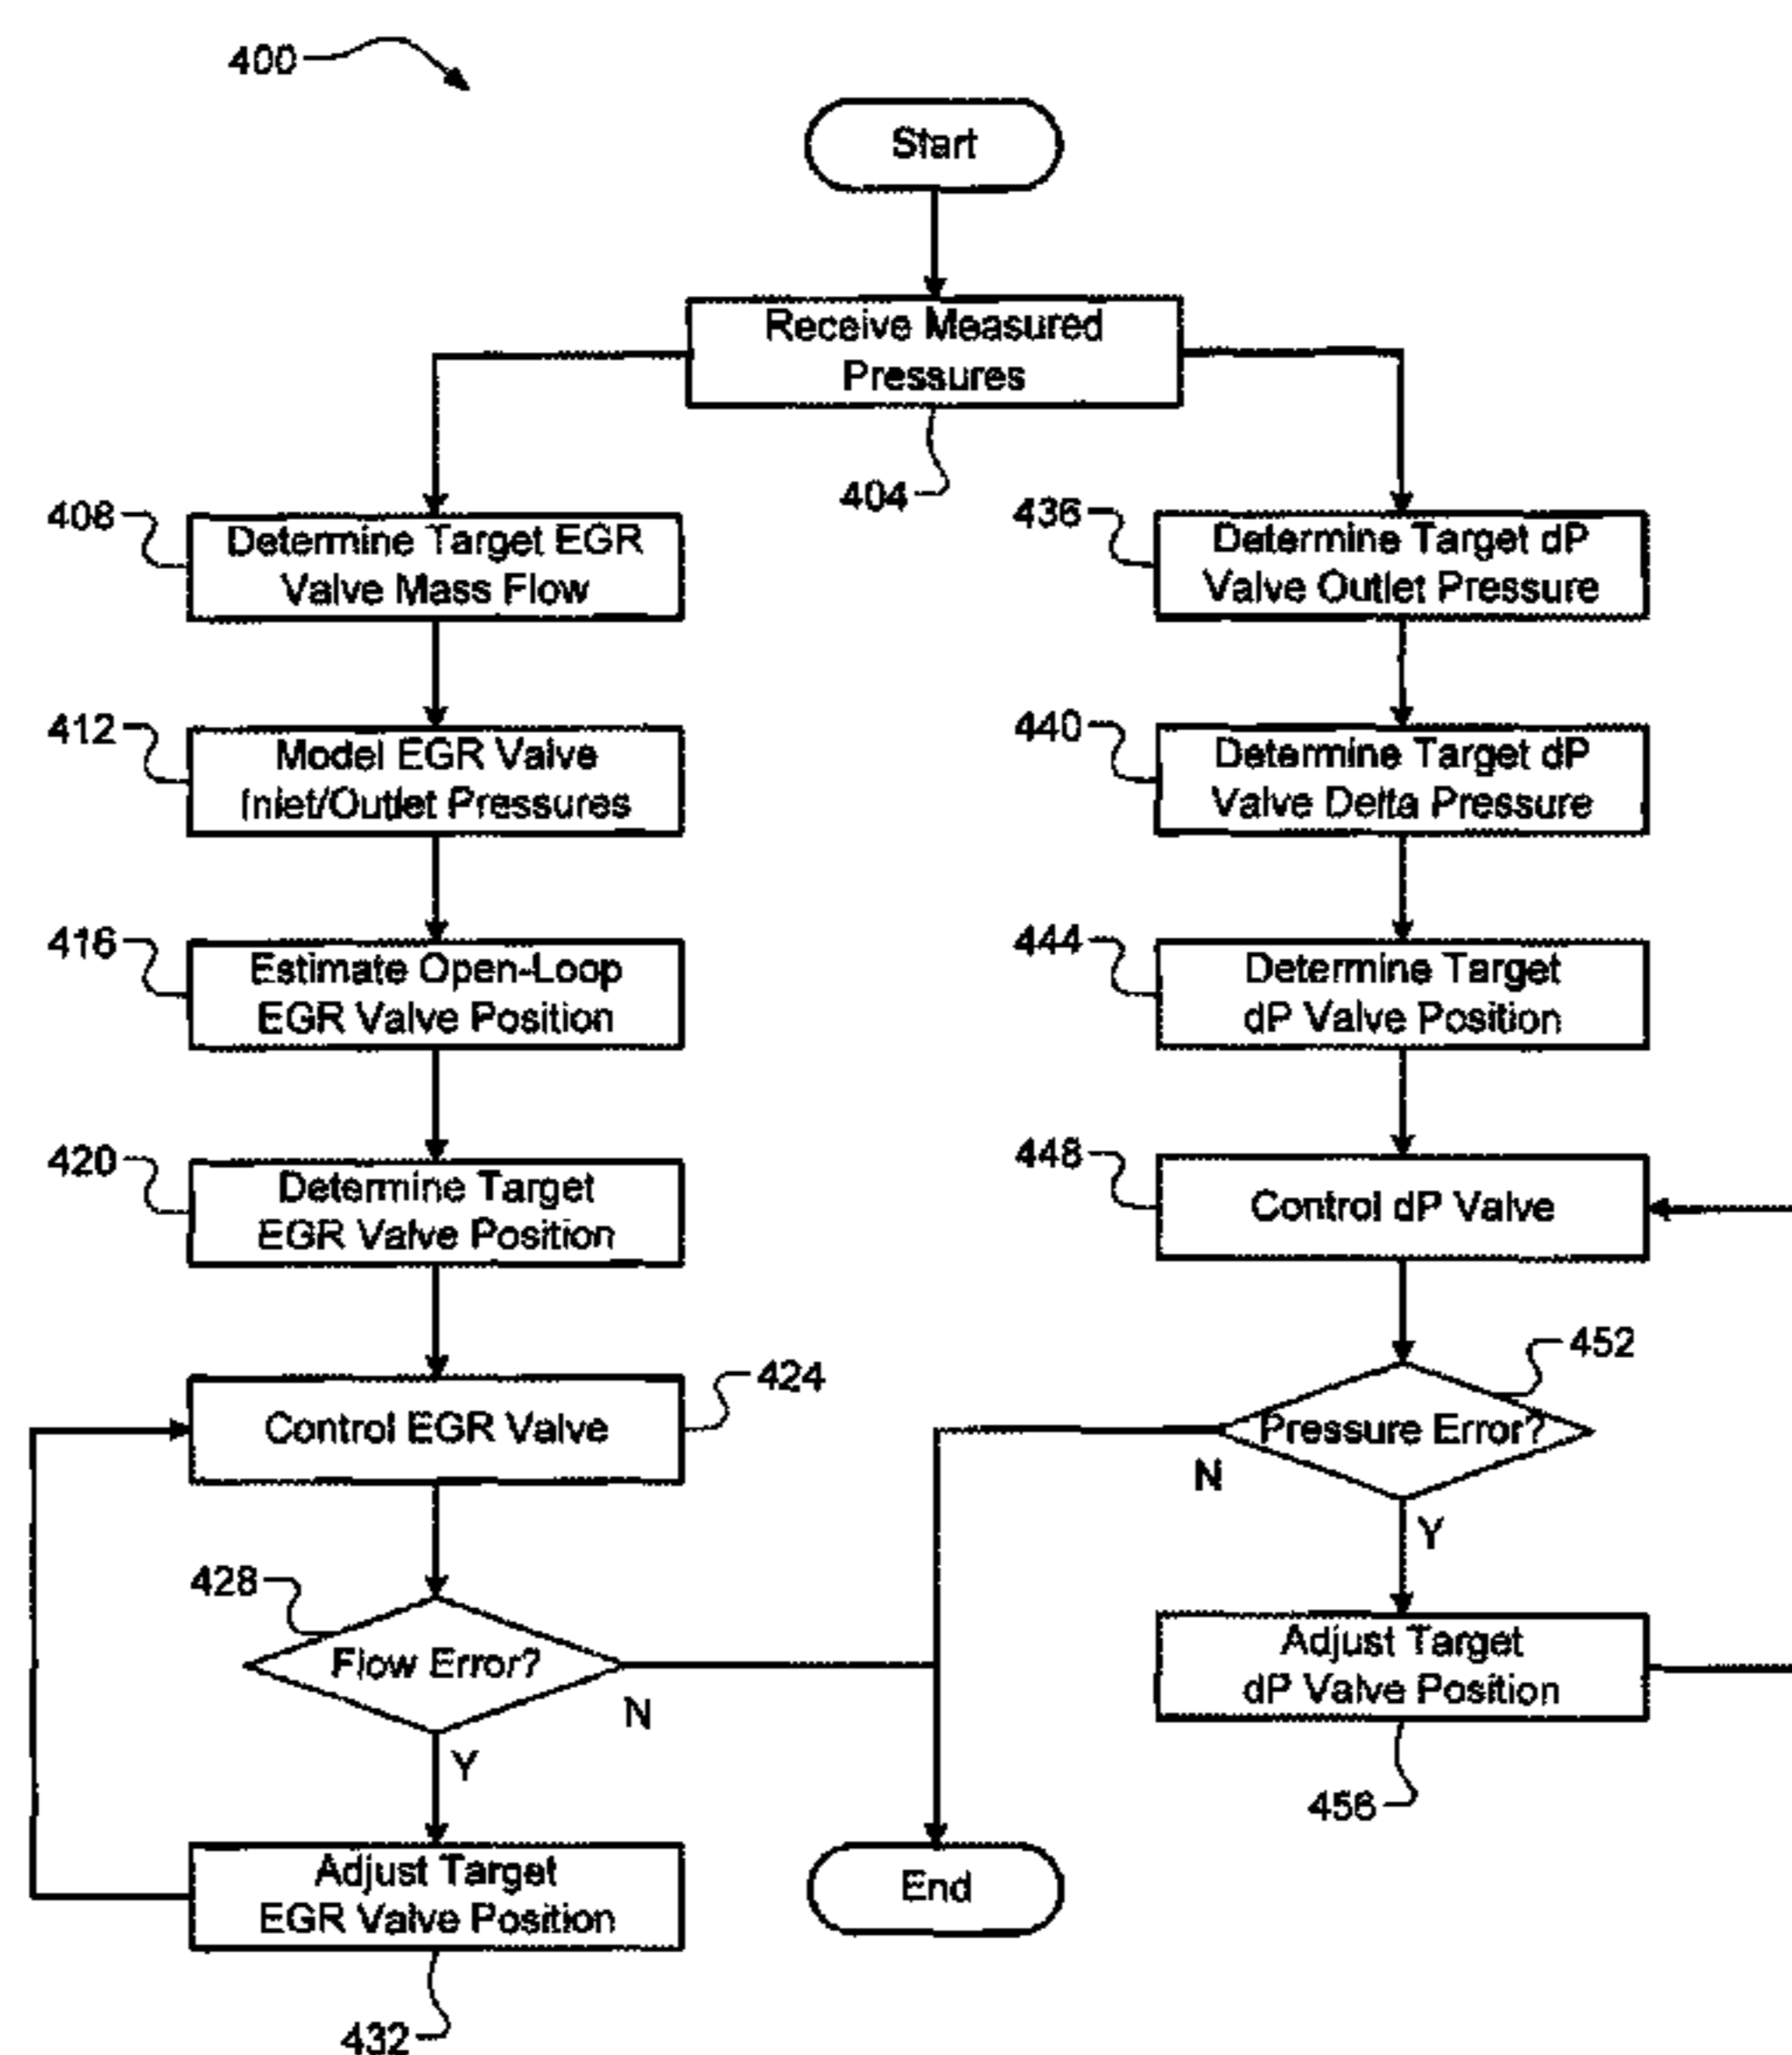 400
Start
Receive Measured
Pressures
404
408
Determine Target EGR
Valve Mass Flow
412
Model EGR Valve
Inlet/Outlet Pressures
416
Estimate Open-Loop
EGR Valve Position
420
Determine Target
EGR Valve Position
Control EGR Valve
424
428
Flow Error?
N
Y
Adjust Target
EGR Valve Position
432
436
Determine Target dP
Valve Outlet Pressure
440
Determine Target dP
Valve Delta Pressure
444
Determine Target
dP Valve Position
448
Control dP Valve
452
Pressure Error?
N
Y
Adjust Target
dP Valve Position
456
End